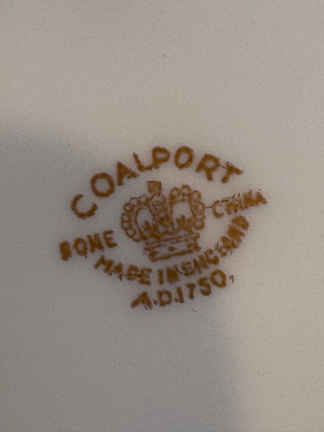 COALPORT
BONE CHINA
MADE IN ENGLAND
A.D.1750.